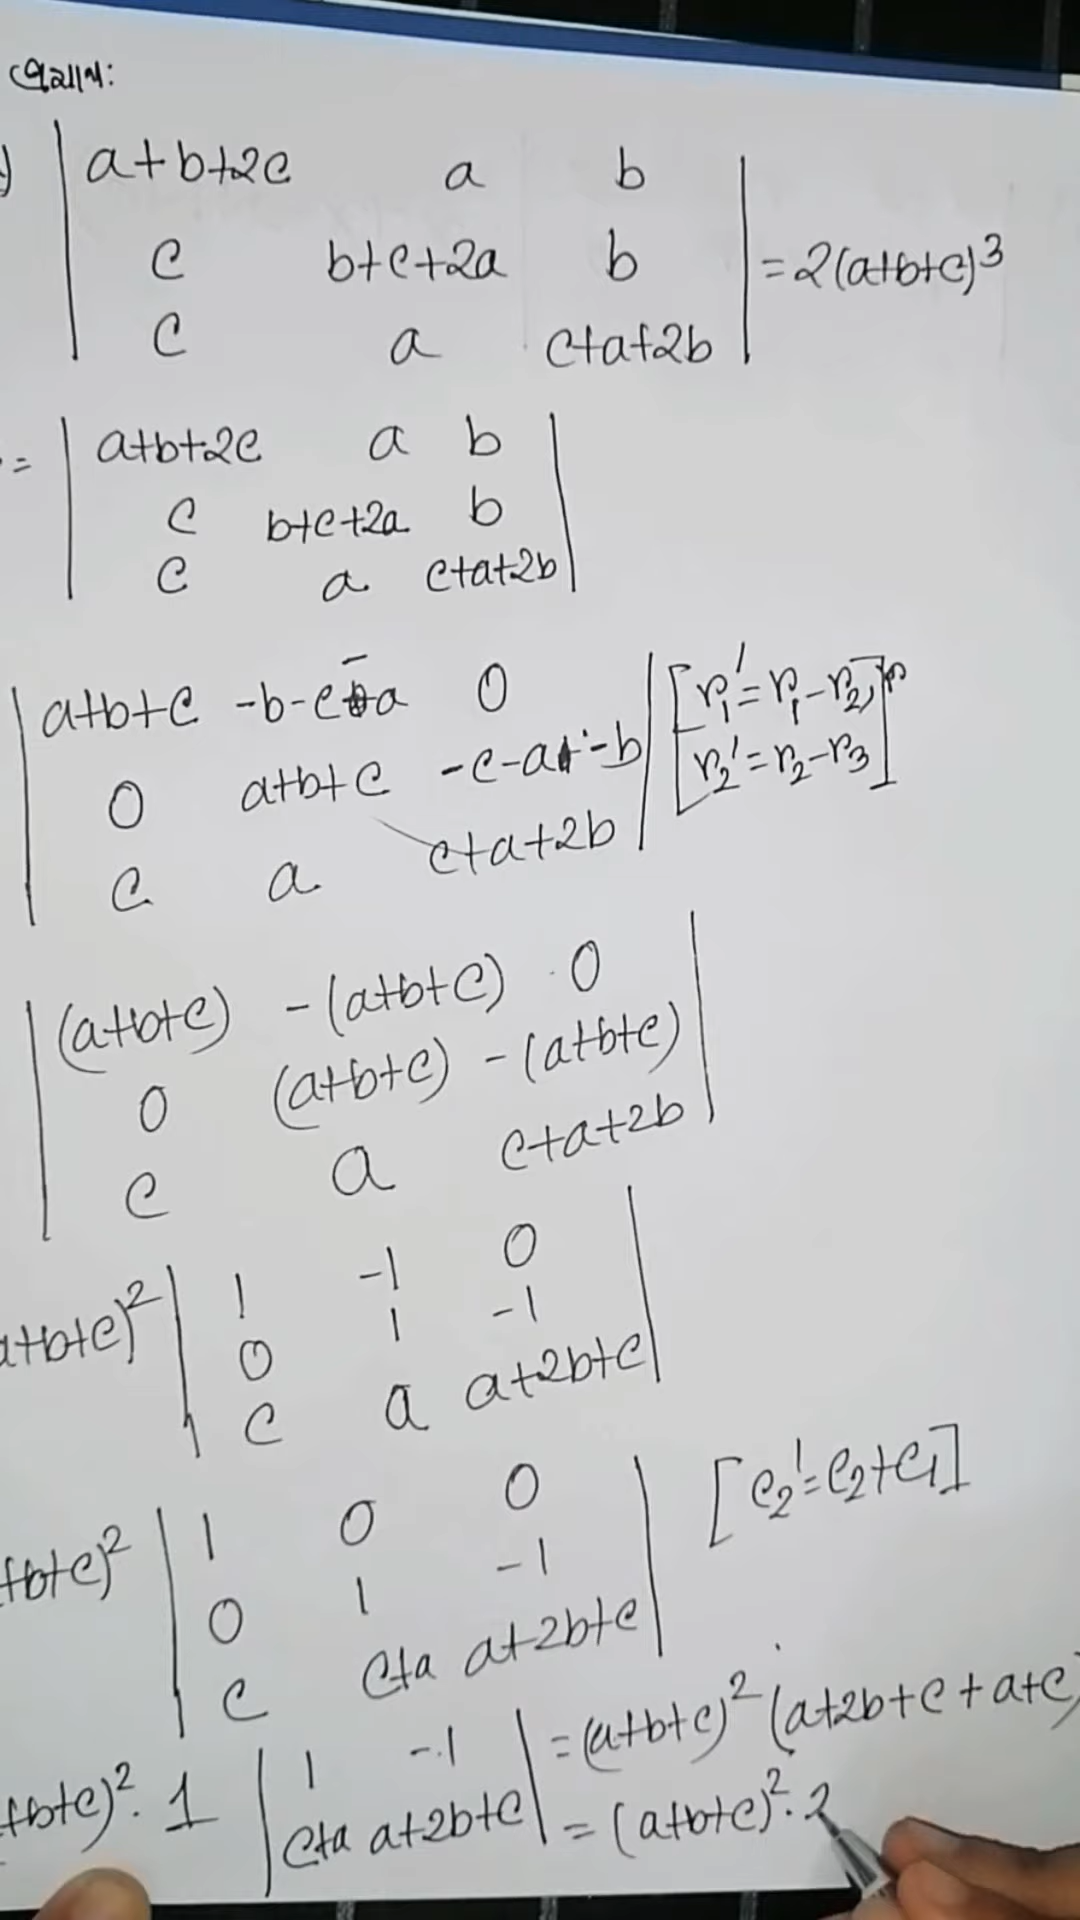 প্রমাণ:
) | a+b+2c a b |
| c b+c+2a b | = 2(a+b+c)³
| c a c+a+2b |
= | a+b+2c a b |
| c b+c+2a b |
| c a c+a+2b |
| a+b+c -b-c-a 0 | [r₁' = r₁-r₂,
| 0 a+b+c -c-a-b | r₂' = r₂-r₃]
| c a c+a+2b |
| (a+b+c) -(a+b+c) 0 |
| 0 (a+b+c) -(a+b+c) |
| c a c+a+2b |
| 1 -1 0 |
a+b+c)² | 0 1 -1 |
| c a a+2b+c |
| 1 0 0 | [c₂' = c₂+c₁]
+b+c)² | 0 1 -1 |
| c c+a a+2b+c |
+b+c)². 1 | 1 -1 | = (a+b+c)² (a+2b+c+a+c)
| c+a a+2b+c | = (a+b+c)². 2